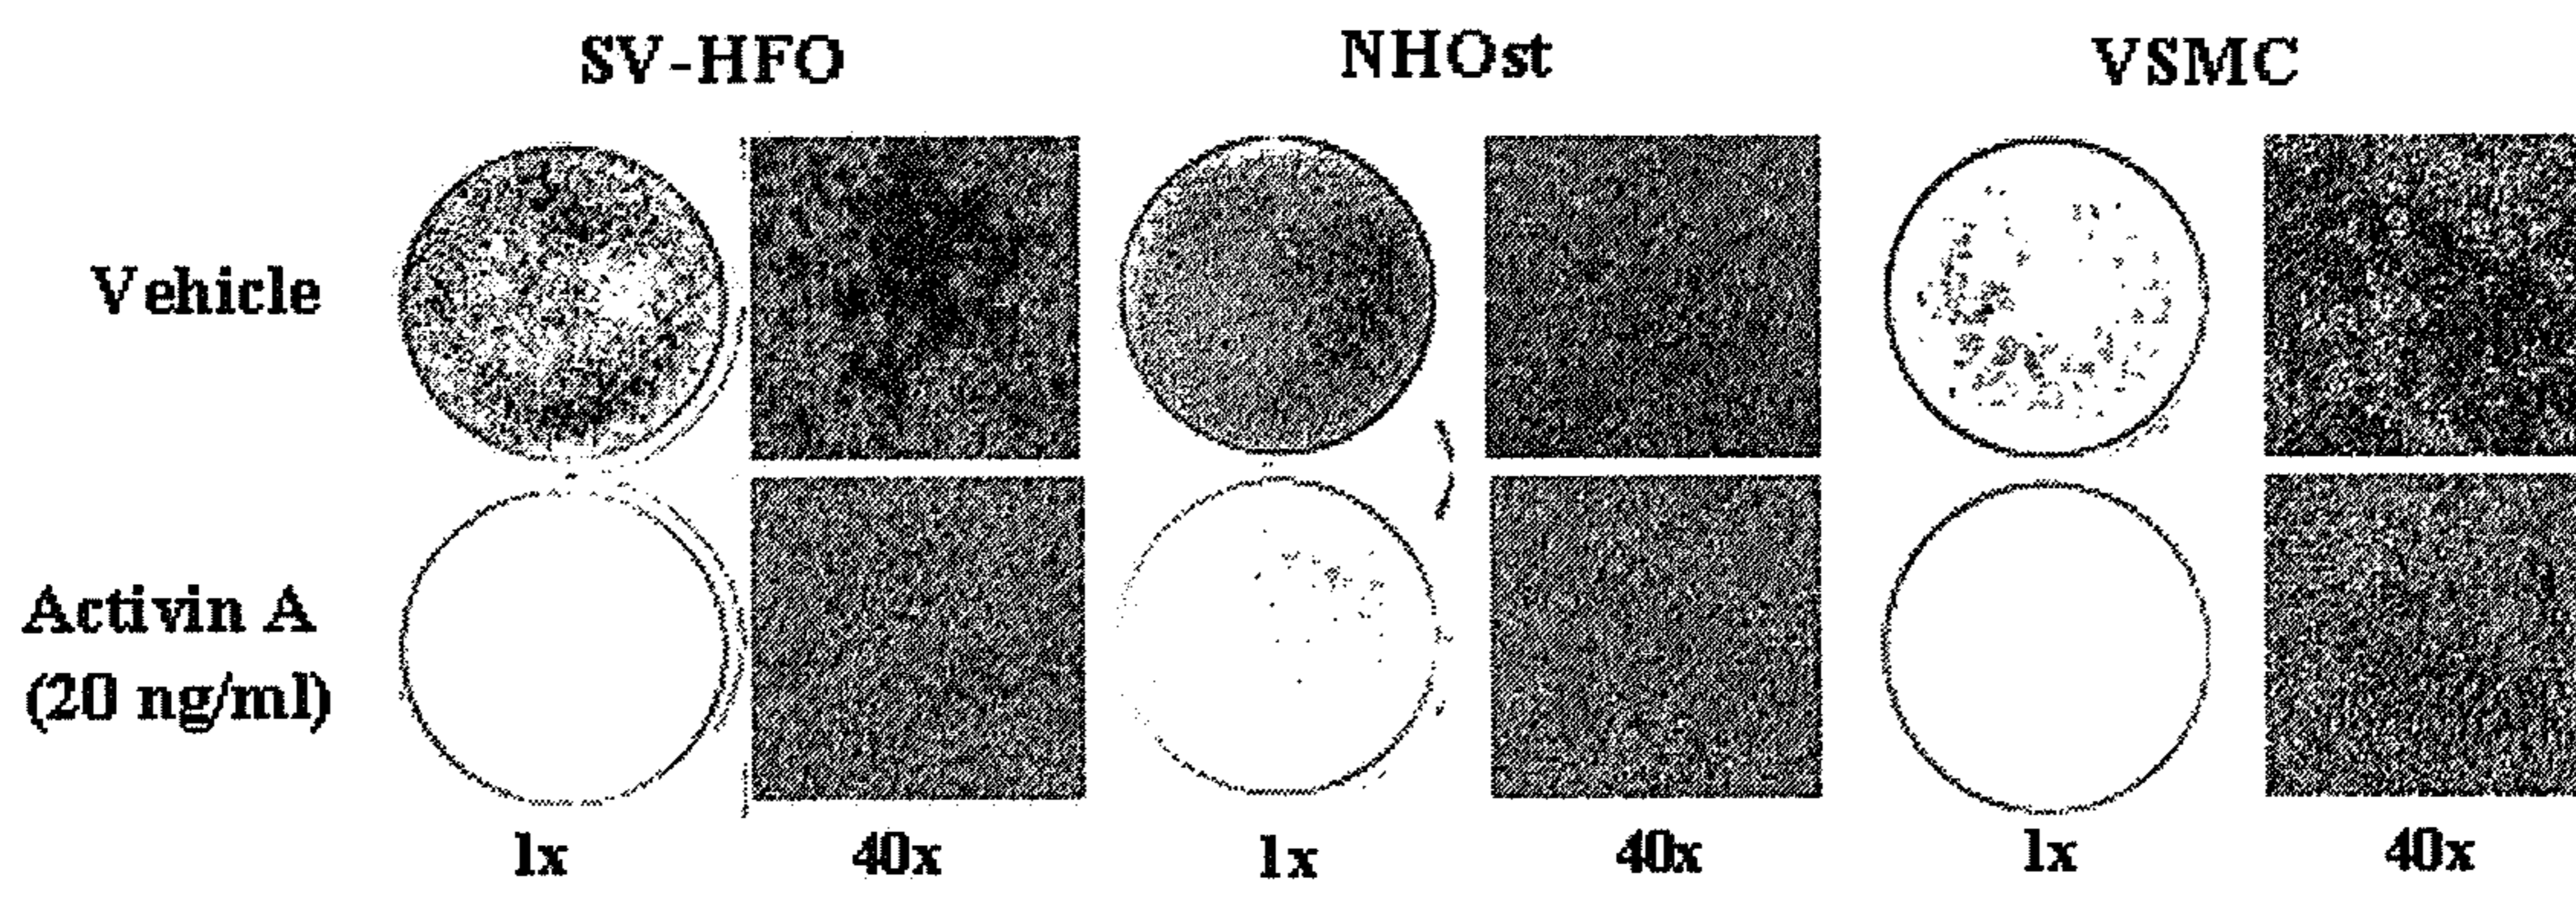 SV-HFO NHOst VSMC
Vehicle
Activin A
(20 ng/ml)
1x 40x 1x 40x 1x 40x